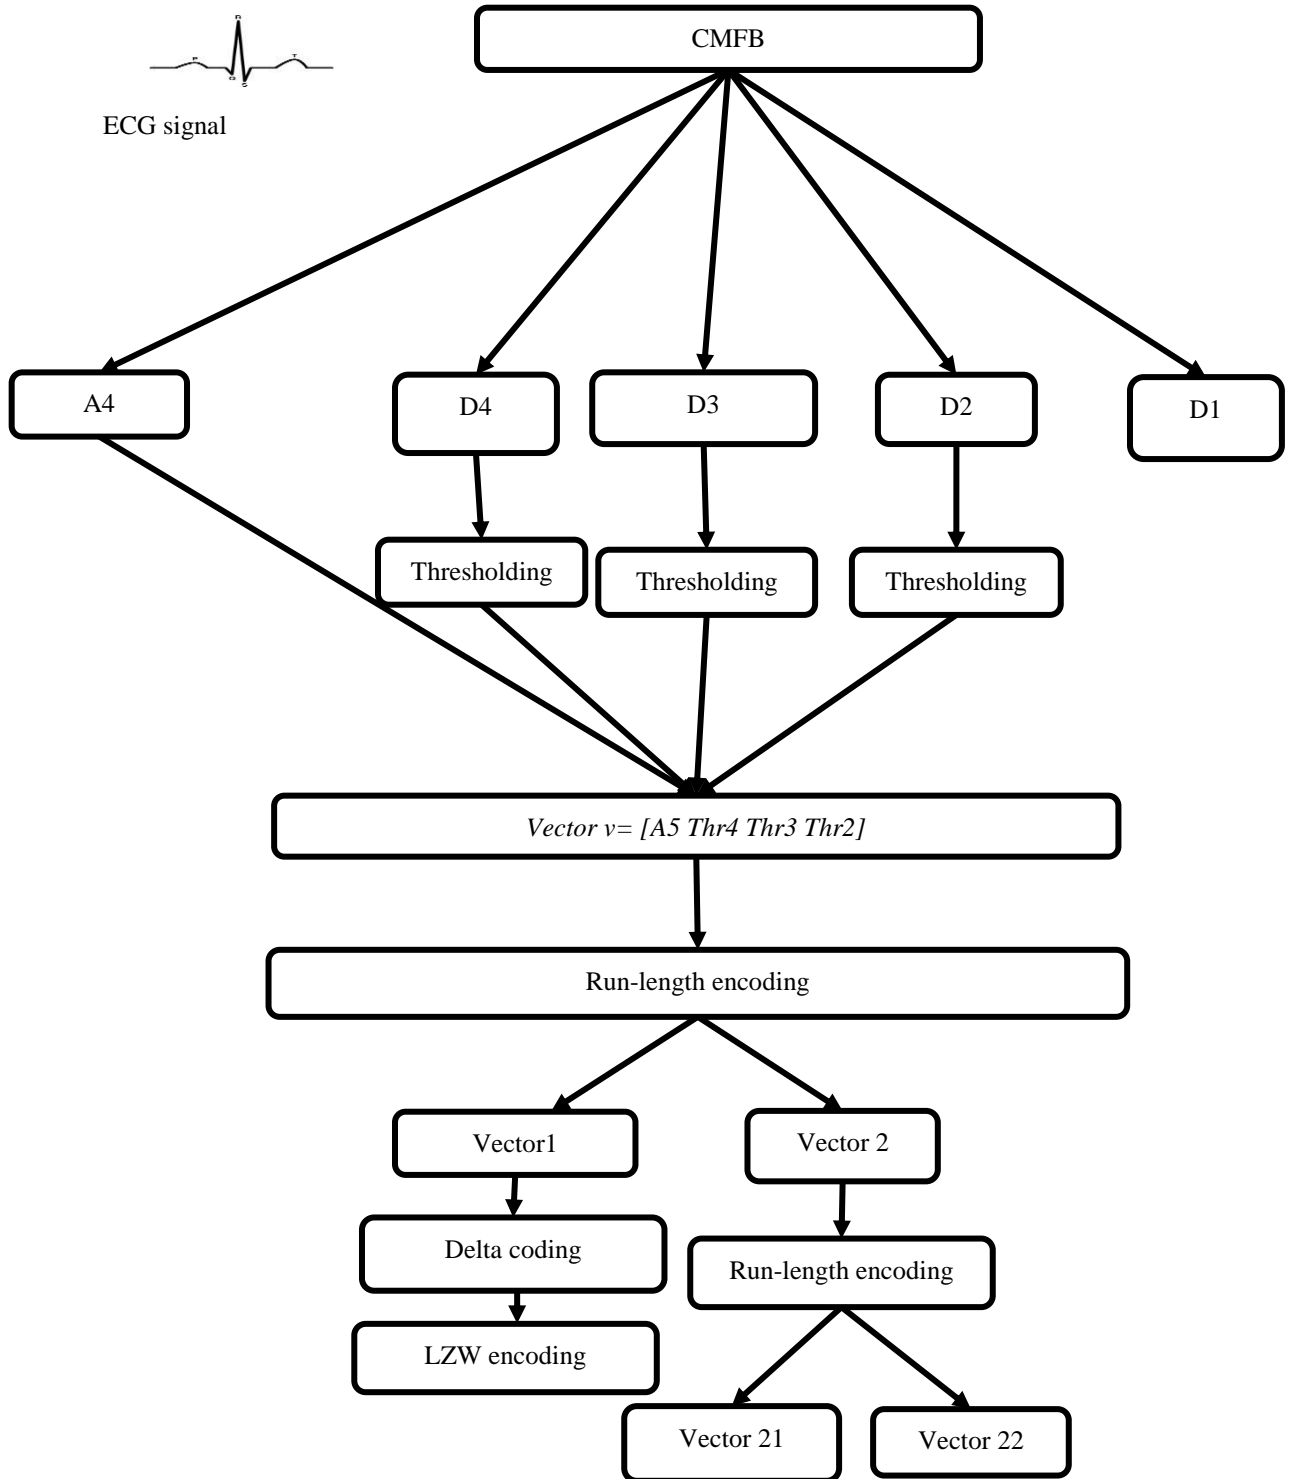 R
P
T
Q
S
ECG signal
CMFB
A4
D4
D3
D2
D1
Thresholding
Thresholding
Thresholding
Vector v= [A5 Thr4 Thr3 Thr2]
Run-length encoding
Vector1
Vector 2
Delta coding
Run-length encoding
LZW encoding
Vector 21
Vector 22